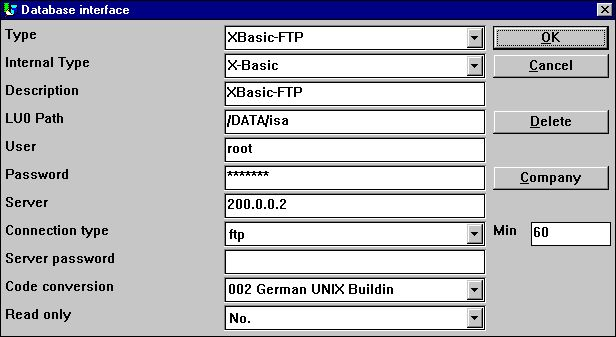 Database interface
Type XBasic-FTP OK
Internal Type X-Basic Cancel
Description XBasic-FTP
LU0 Path /DATA/isa Delete
User root
Password ******* Company
Server 200.0.0.2
Connection type ftp Min 60
Server password
Code conversion 002 German UNIX Buildin
Read only No.